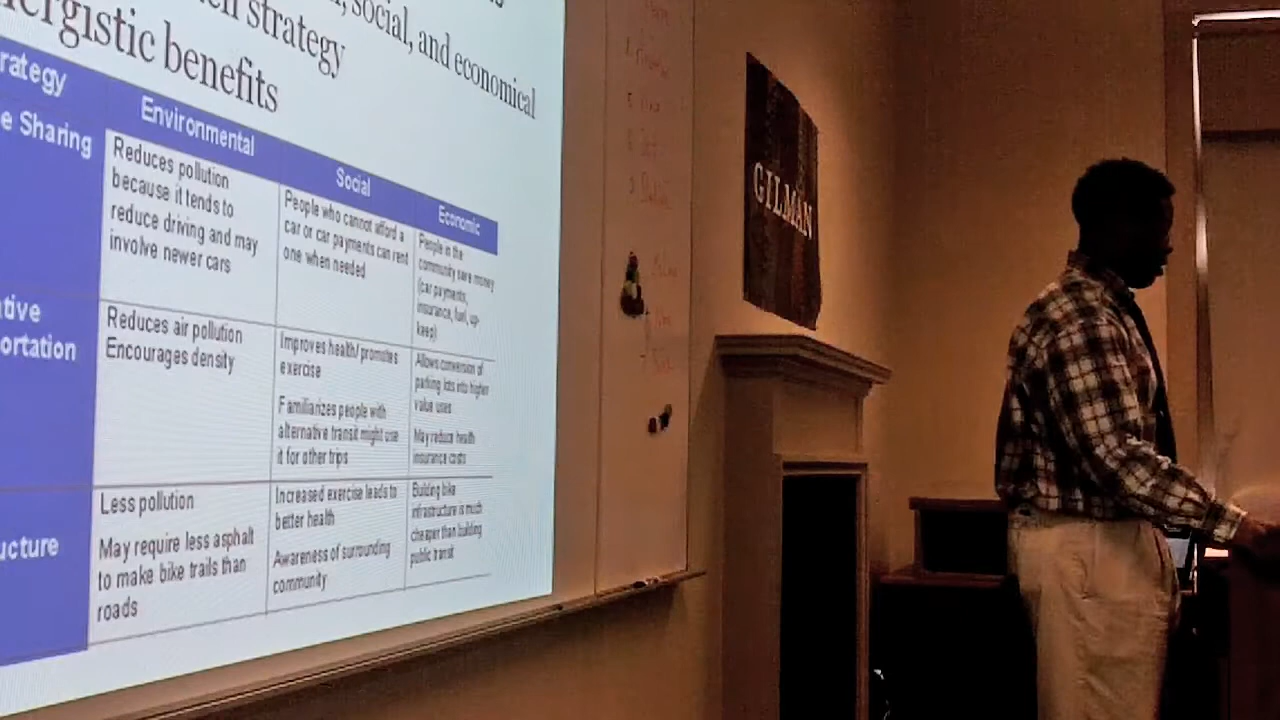 social, and economical
strategy
nergistic benefits
rategy
Environmental
Social
Economic
e Sharing
Reduces pollution
because it tends to
reduce driving and may
involve newer cars
People who cannot afford a
car or car payments can rent
one when needed
People in the
community save money
(car payments,
insurance, fuel, up-
keep)
ative
ortation
Reduces air pollution
Encourages density
Improves health/ promotes
exercise
Familiarizes people with
alternative transit might use
it for other trips
Allows conversion of
parking lots into higher
value uses
May reduce health
insurance costs
ucture
Less pollution
May require less asphalt
to make bike trails than
roads
Increased exercise leads to
better health
Awareness of surrounding
community
Building bike
infrastructure is much
cheaper than building
public transit
GILMAN